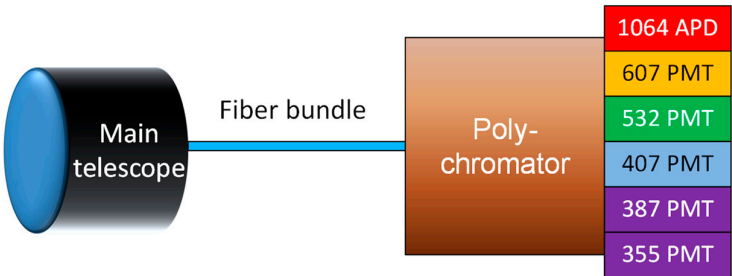 Main
telescope
Fiber bundle
Poly-
chromator
1064 APD
607 PMT
532 PMT
407 PMT
387 PMT
355 PMT